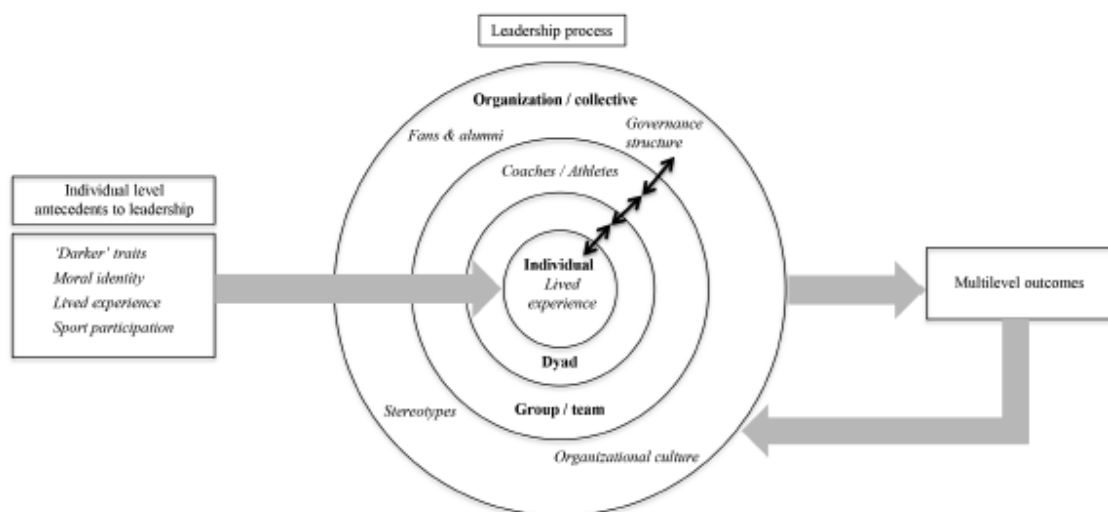 Leadership process
Organization / collective
Fans & alumni
Governance
structure
Coaches / Athletes
Individual level
antecedents to leadership
'Darker' traits
Moral identity
Lived experience
Sport participation
Individual
Lived
experience
Multilevel outcomes
Dyad
Group / team
Stereotypes
Organizational culture